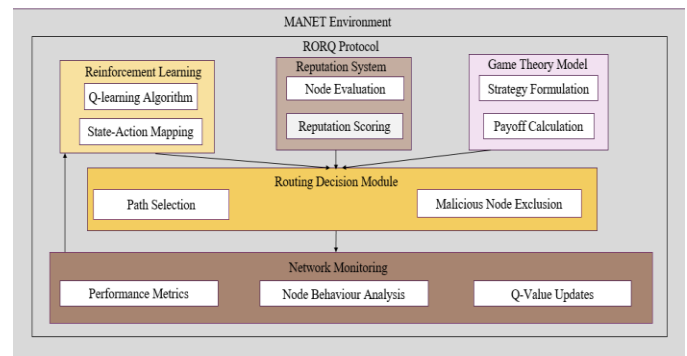 MANET Environment
RORQ Protocol
Reinforcement Learning
Q-learning Algorithm
State-Action Mapping
Reputation System
Node Evaluation
Reputation Scoring
Game Theory Model
Strategy Formulation
Payoff Calculation
Routing Decision Module
Path Selection
Malicious Node Exclusion
Network Monitoring
Performance Metrics
Node Behaviour Analysis
Q-Value Updates